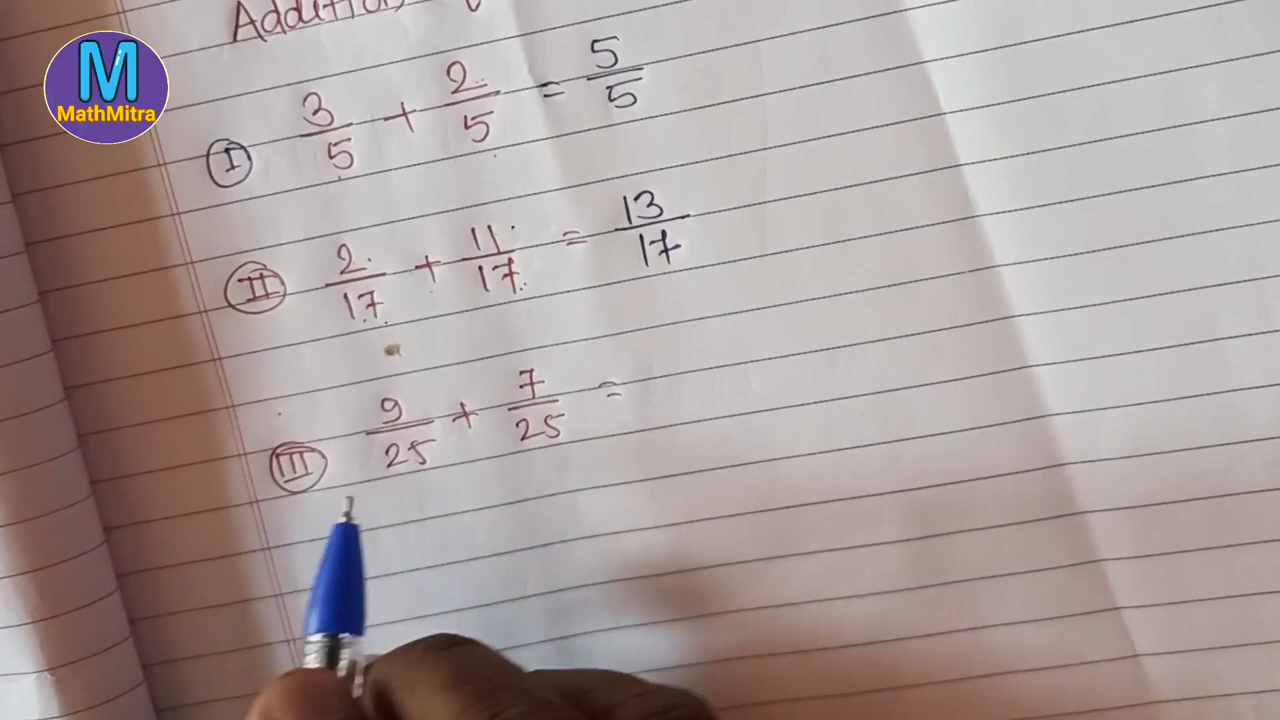 M
MathMitra
Addition
I 3/5 + 2/5 = 5/5
II 2/17 + 11/17 = 13/17
III 9/25 + 7/25 =